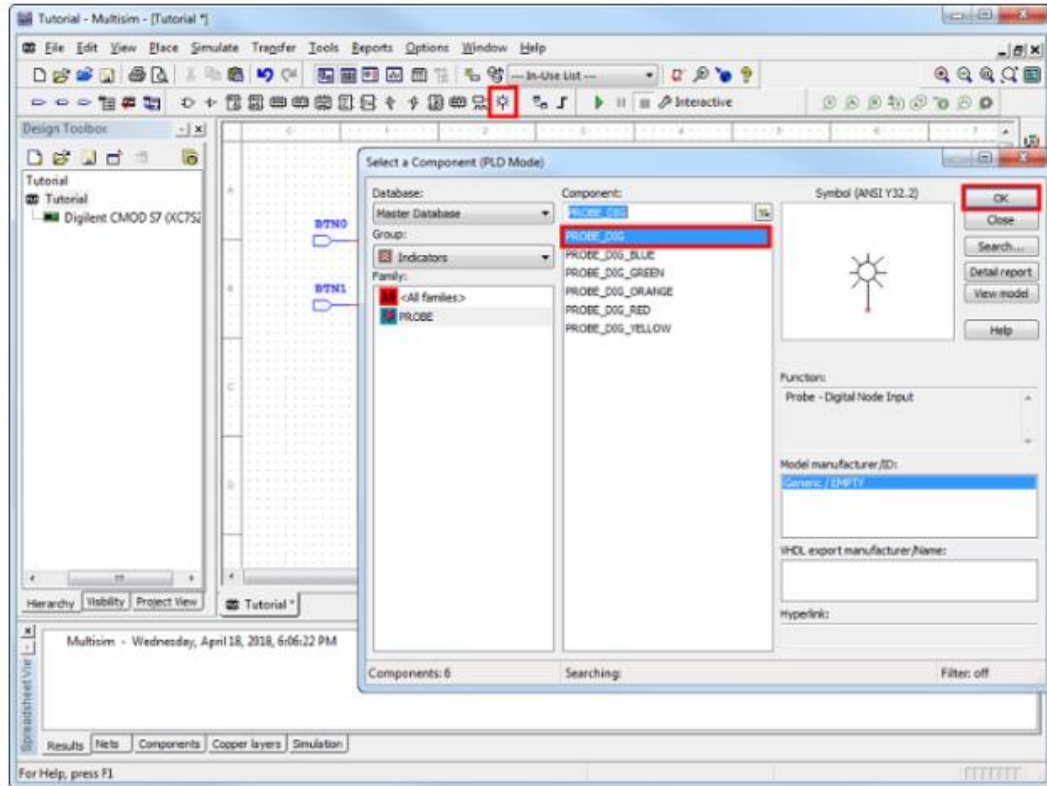 Tutorial - Multisim - [Tutorial *]
File Edit View Place Simulate Transfer Tools Reports Options Window Help
--- In-Use List ---
Interactive
Design Toolbox
Tutorial
Tutorial
Digilent CMOD S7 (XC7S2
BTN0
BTN1
Select a Component (PLD Mode)
Database:
Master Database
Group:
Indicators
Family:
<All families>
PROBE
Component:
PROBE_DIG
PROBE_DIG
PROBE_DIG_BLUE
PROBE_DIG_GREEN
PROBE_DIG_ORANGE
PROBE_DIG_RED
PROBE_DIG_YELLOW
Symbol (ANSI Y32.2)
OK
Close
Search...
Detail report
View model
Help
Function:
Probe - Digital Node Input
Model manufacturer/ID:
Generic / EMPTY
VHDL export manufacturer/Name:
Hyperlink:
Components: 6
Searching:
Filter: off
Hierarchy Visibility Project View
Tutorial *
Multisim - Wednesday, April 18, 2018, 6:06:22 PM
Spreadsheet Vie
Results Nets Components Copper layers Simulation
For Help, press F1